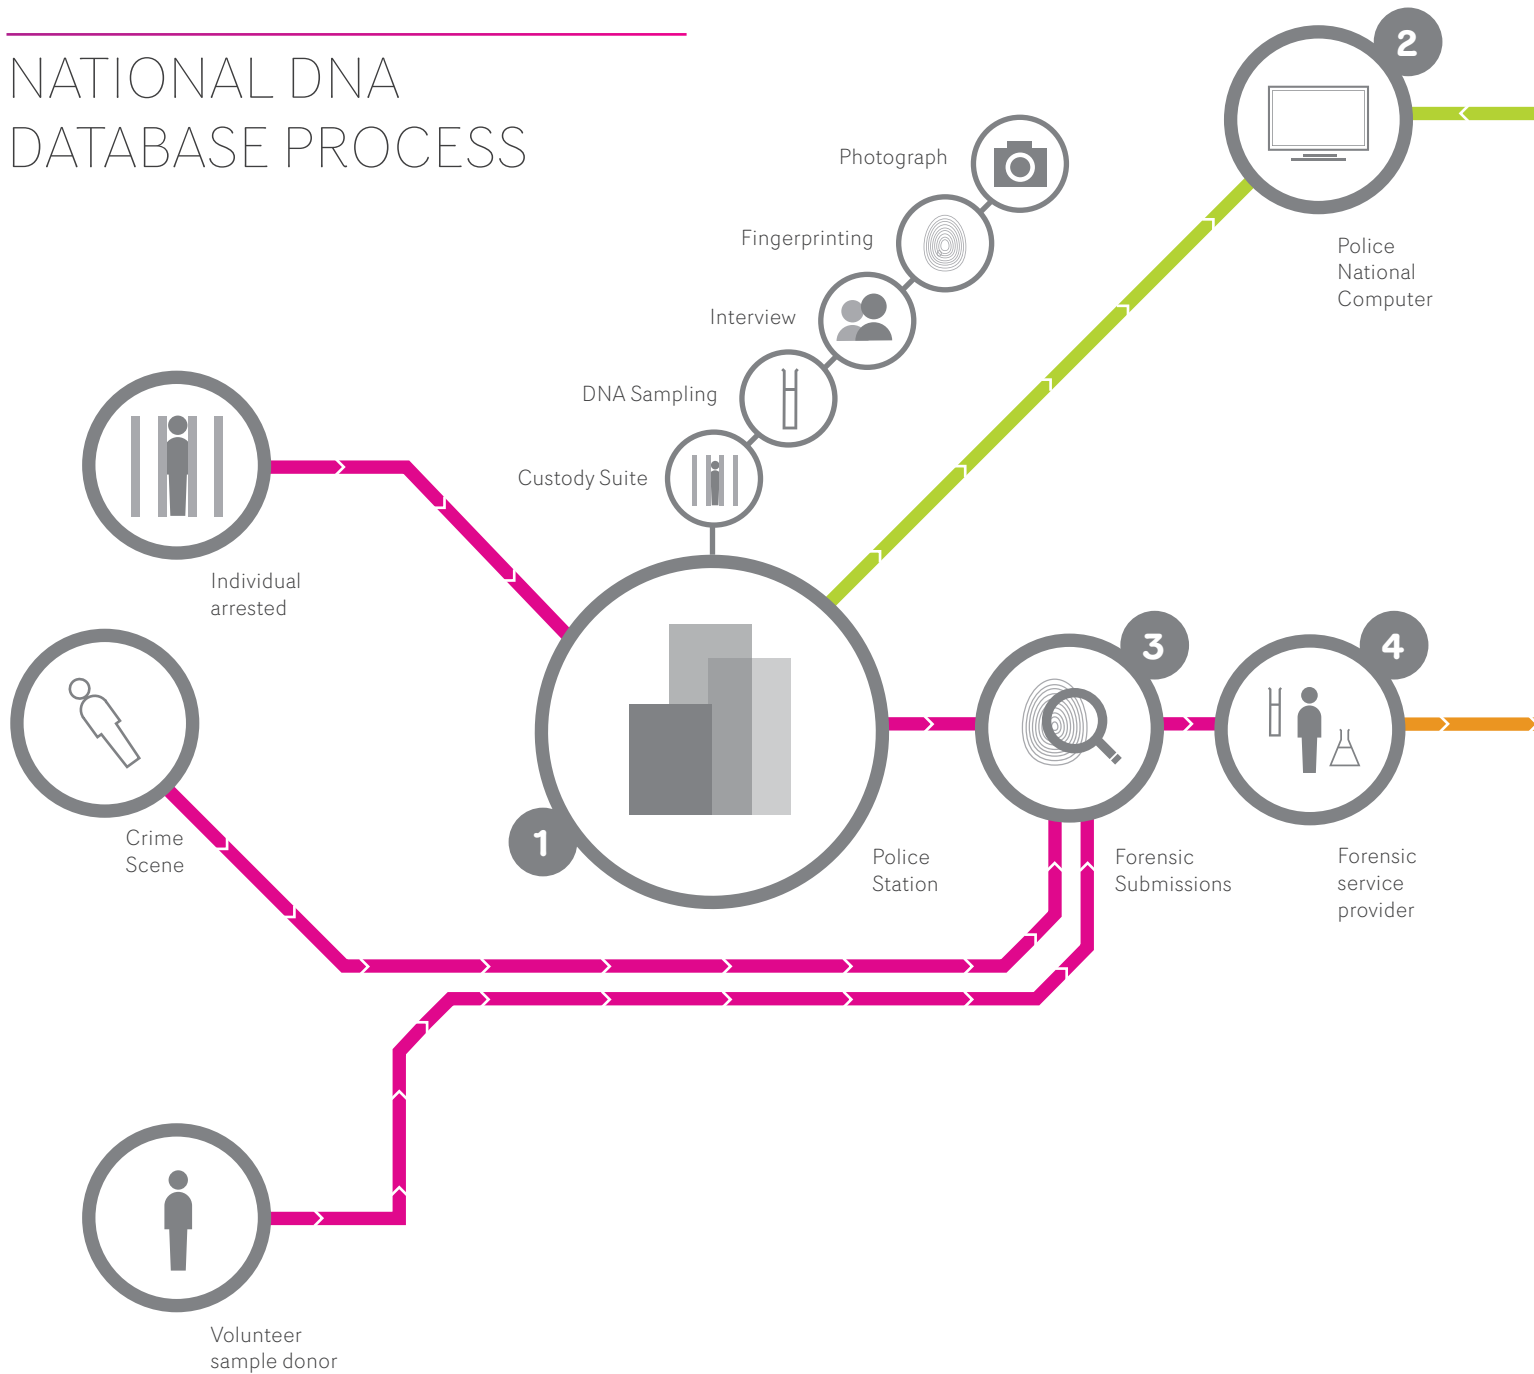 NATIONAL DNA
DATABASE PROCESS
2
Photograph
Fingerprinting
Police
National
Computer
Interview
DNA Sampling
Custody Suite
Individual
arrested
3
4
1
Crime
Scene
Police
Station
Forensic
Submissions
Forensic
service
provider
Volunteer
sample donor